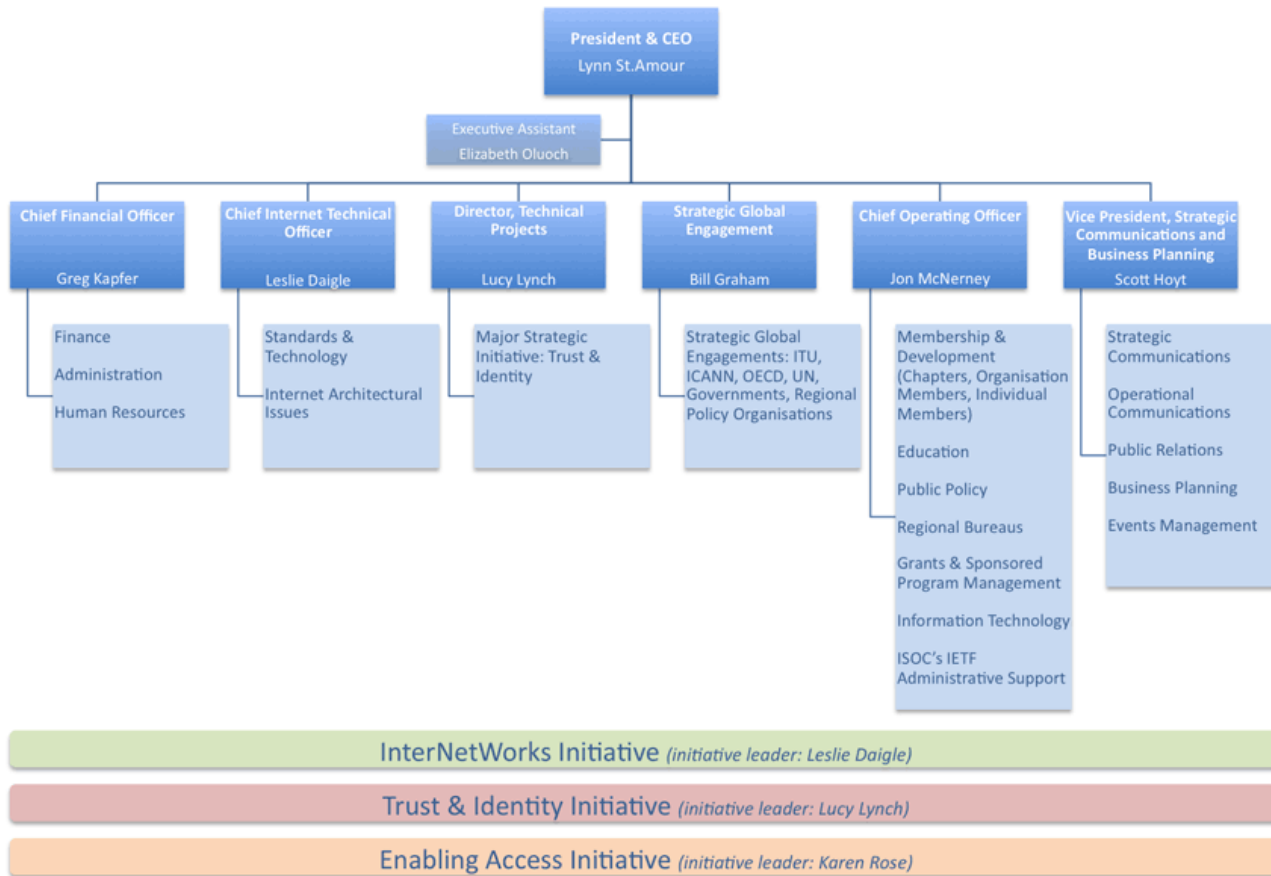 President & CEO
Lynn St.Amour
Executive Assistant
Elizabeth Oluoch
Chief Financial Officer
Greg Kapfer
Finance
Administration
Human Resources
Chief Internet Technical
Officer
Leslie Daigle
Standards &
Technology
Internet Architectural
Issues
Director, Technical
Projects
Lucy Lynch
Major Strategic
Initiative: Trust &
Identity
Strategic Global
Engagement
Bill Graham
Strategic Global
Engagements: ITU,
ICANN, OECD, UN,
Governments, Regional
Policy Organisations
Chief Operating Officer
Jon McNerney
Membership &
Development
(Chapters, Organisation
Members, Individual
Members)
Education
Public Policy
Regional Bureaus
Grants & Sponsored
Program Management
Information Technology
ISOC's IETF
Administrative Support
Vice President, Strategic
Communications and
Business Planning
Scott Hoyt
Strategic
Communications
Operational
Communications
Public Relations
Business Planning
Events Management
InterNetWorks Initiative (initiative leader: Leslie Daigle)
Trust & Identity Initiative (initiative leader: Lucy Lynch)
Enabling Access Initiative (initiative leader: Karen Rose)